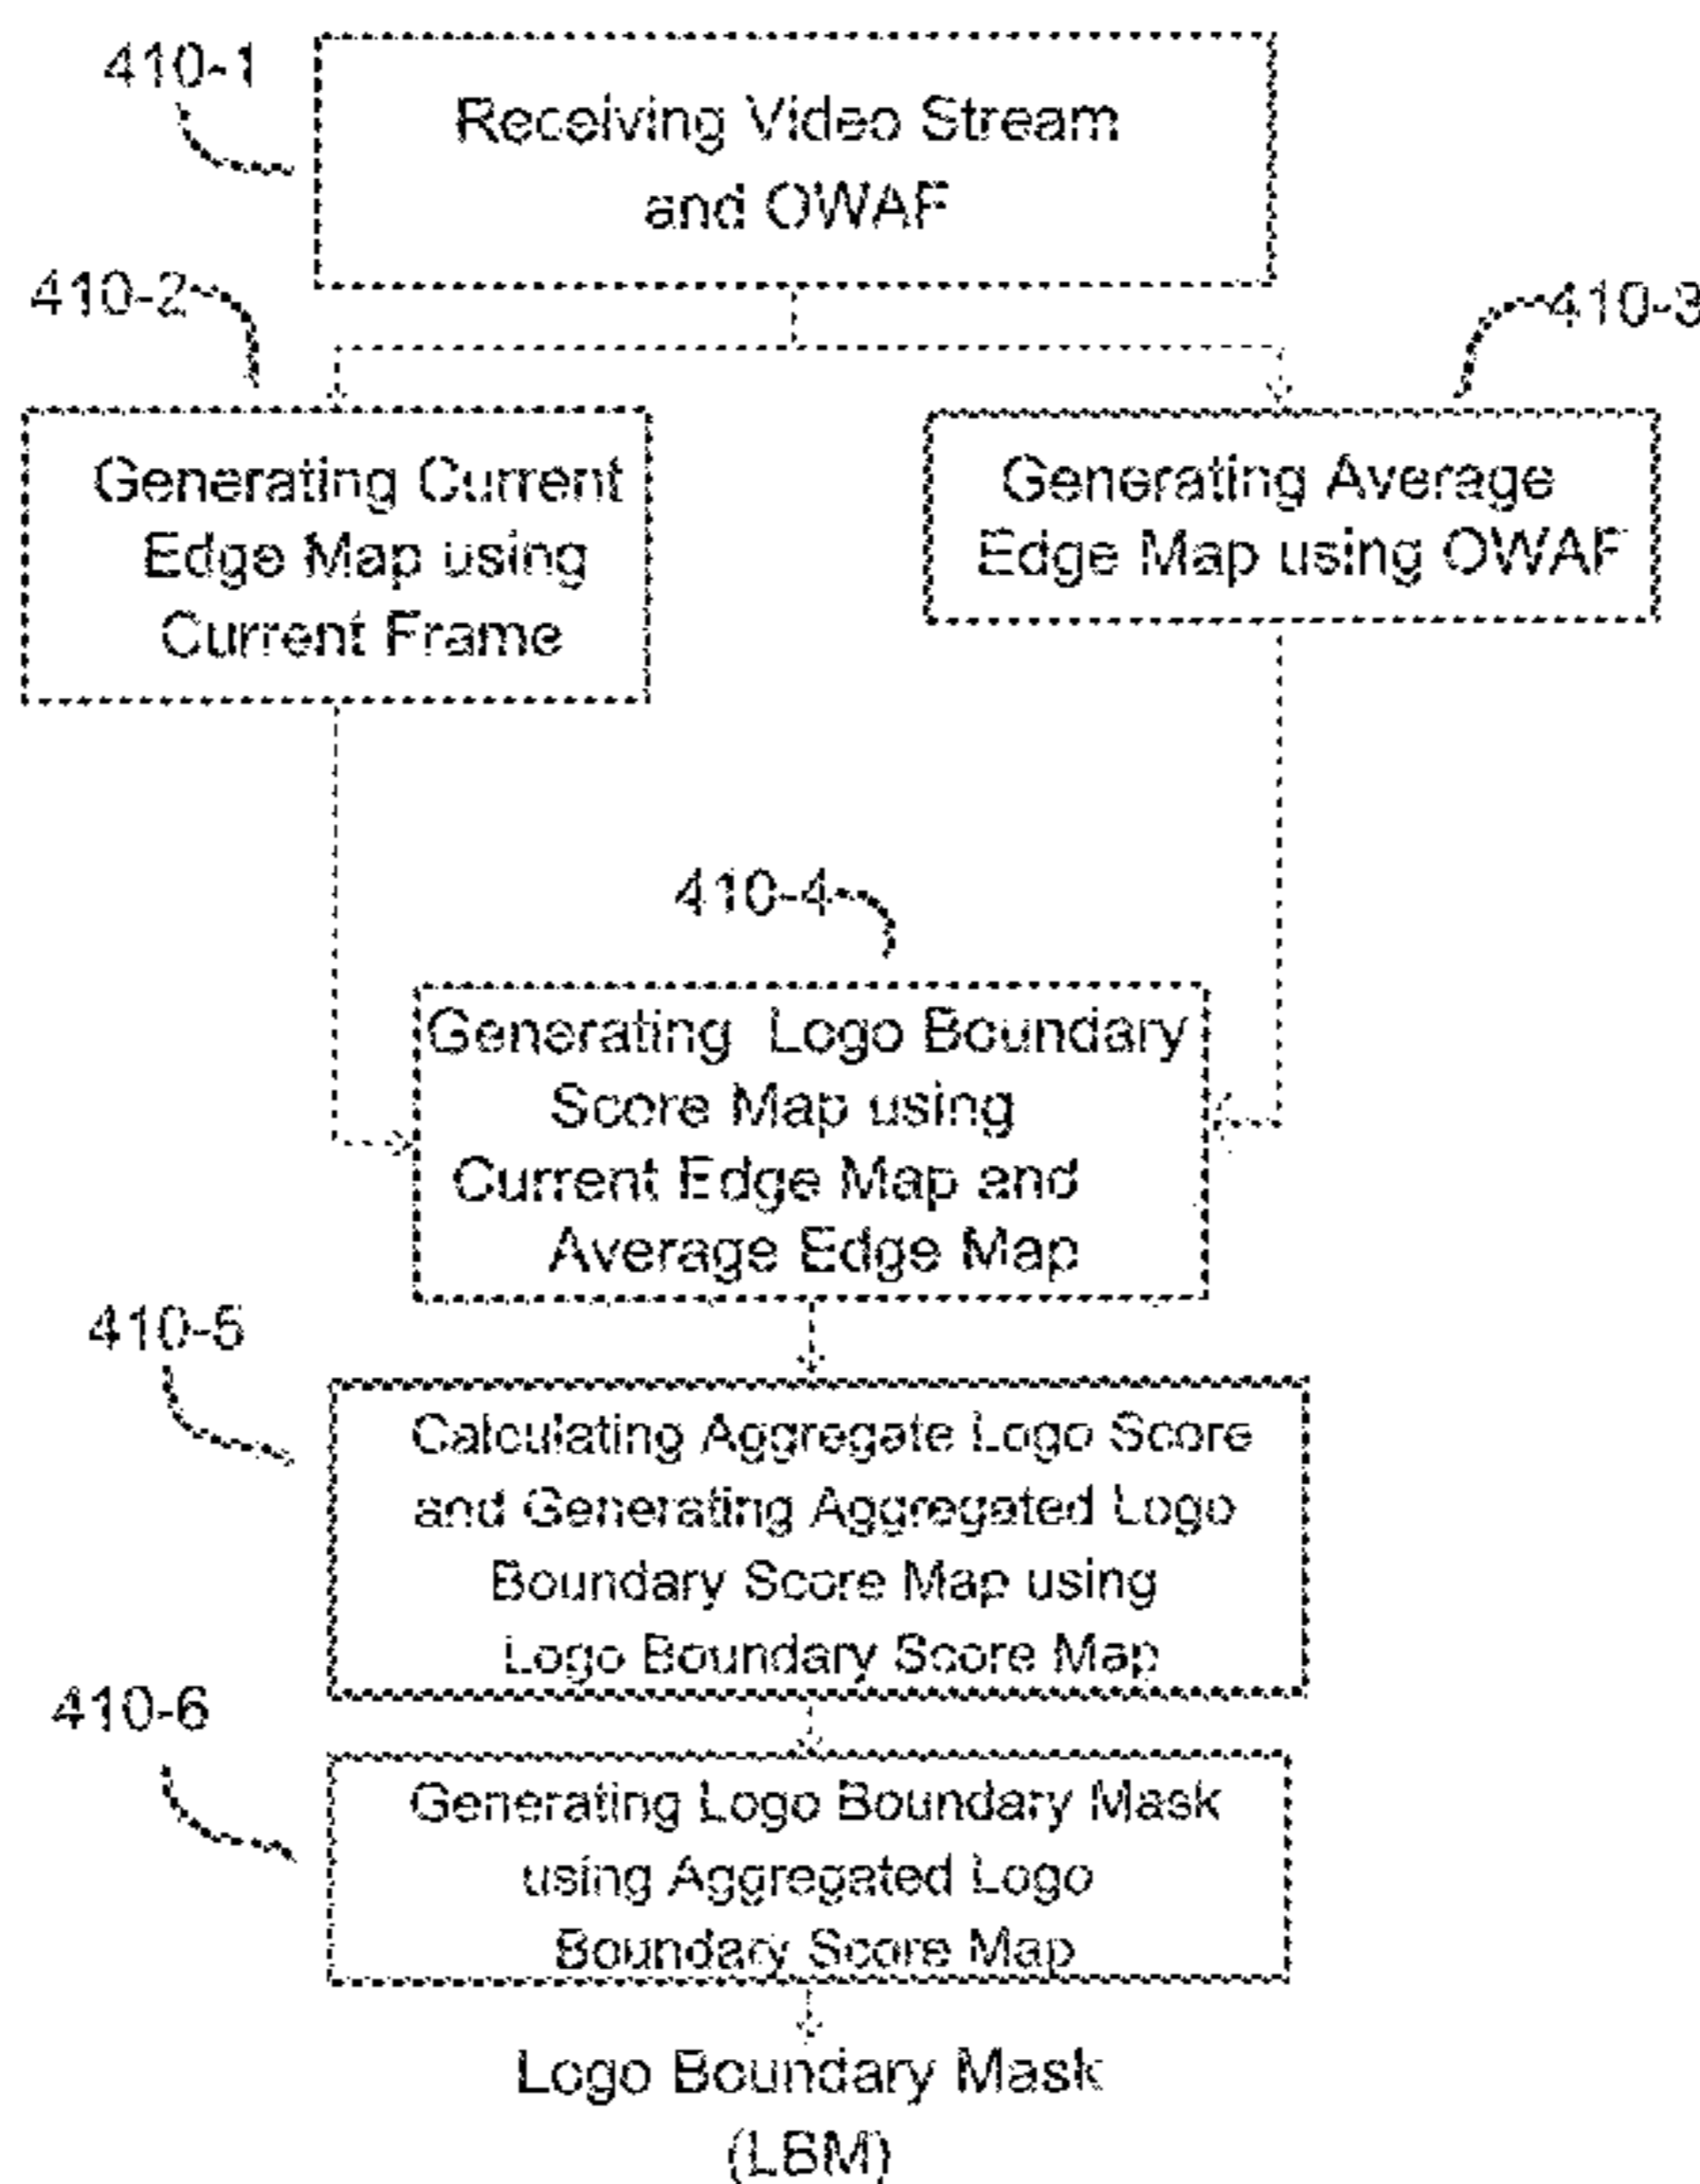 410-1
Receiving Video Stream
and OWAF
410-2
410-3
Generating Current
Edge Map using
Current Frame
Generating Average
Edge Map using OWAF
410-4
Generating Logo Boundary
Score Map using
Current Edge Map and
Average Edge Map
410-5
Calculating Aggregate Logo Score
and Generating Aggregated Logo
Boundary Score Map using
Logo Boundary Score Map
410-6
Generating Logo Boundary Mask
using Aggregated Logo
Boundary Score Map
Logo Boundary Mask
(LBM)